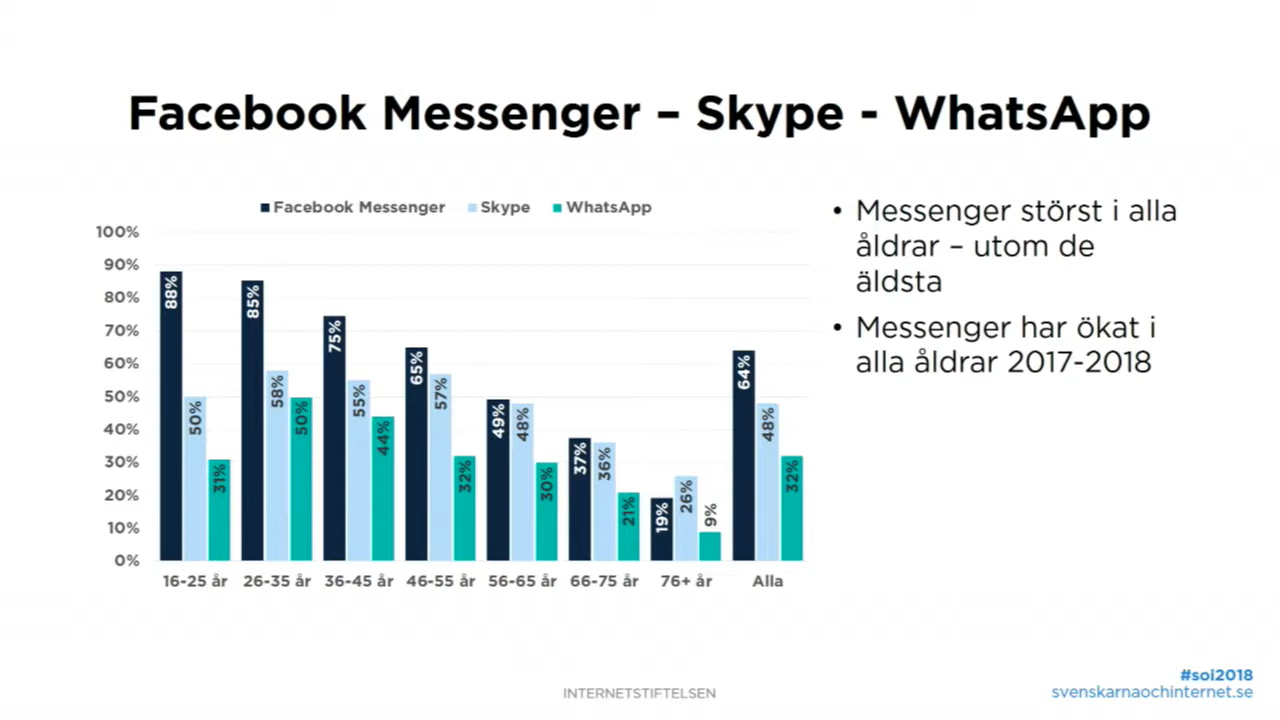 Facebook Messenger – Skype - WhatsApp
Facebook Messenger Skype WhatsApp
100%
90%
80%
70%
60%
50%
40%
30%
20%
10%
0%
88% 50% 31%
85% 58% 50%
75% 55% 44%
65% 57% 32%
49% 48% 30%
37% 36% 21%
19% 26% 9%
64% 48% 32%
16-25 år 26-35 år 36-45 år 46-55 år 56-65 år 66-75 år 76+ år Alla
• Messenger störst i alla
åldrar – utom de
äldsta
• Messenger har ökat i
alla åldrar 2017-2018
INTERNETSTIFTELSEN
#soi2018
svenskarnaochinternet.se